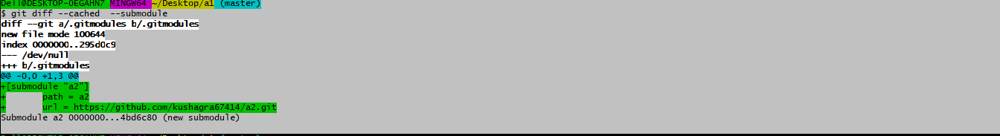 Dell@DESKTOP-OEGAHN7 MINGW64 ~/Desktop/a1 (master)
$ git diff --cached  --submodule
diff --git a/.gitmodules b/.gitmodules
new file mode 100644
index 0000000..295d0c9
--- /dev/null
+++ b/.gitmodules
@@ -0,0 +1,3 @@
+[submodule "a2"]
+       path = a2
+       url = https://github.com/kushagra67414/a2.git
Submodule a2 0000000...4bd6c80 (new submodule)